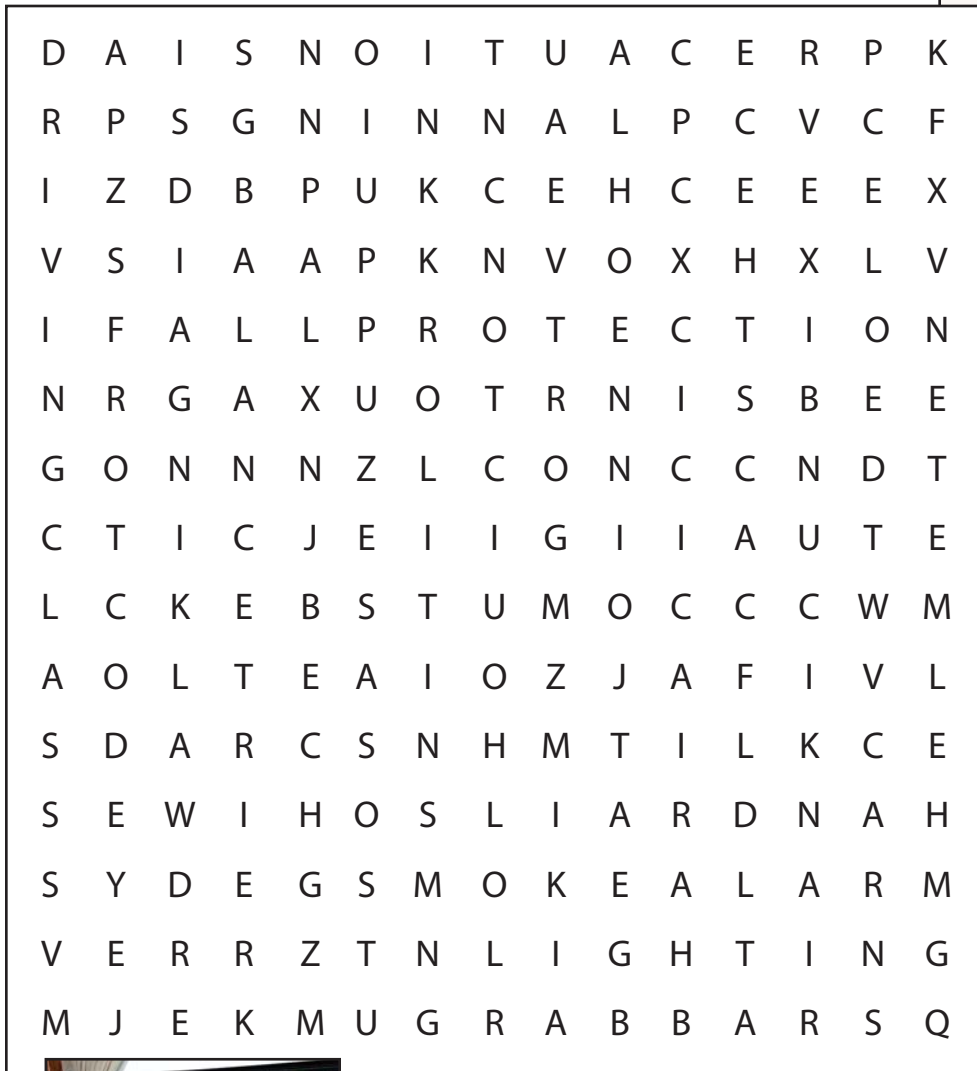 D A I S N O I T U A C E R P K
R P S G N I N N A L P C V C F
I Z D B P U K C E H C E E E X
V S I A A P K N V O X H X L V
I F A L L P R O T E C T I O N
N R G A X U O T R N I S B E E
G O N N N Z L C O N C C N D T
C T I C J E I I G I I A U T E
L C K E B S T U M O C C C W M
A O L T E A I O Z J A F I V L
S D A R C S N H M T I L K C E
S E W I H O S L I A R D N A H
S Y D E G S M O K E A L A R M
V E R R Z T N L I G H T I N G
M J E K M U G R A B B A R S Q